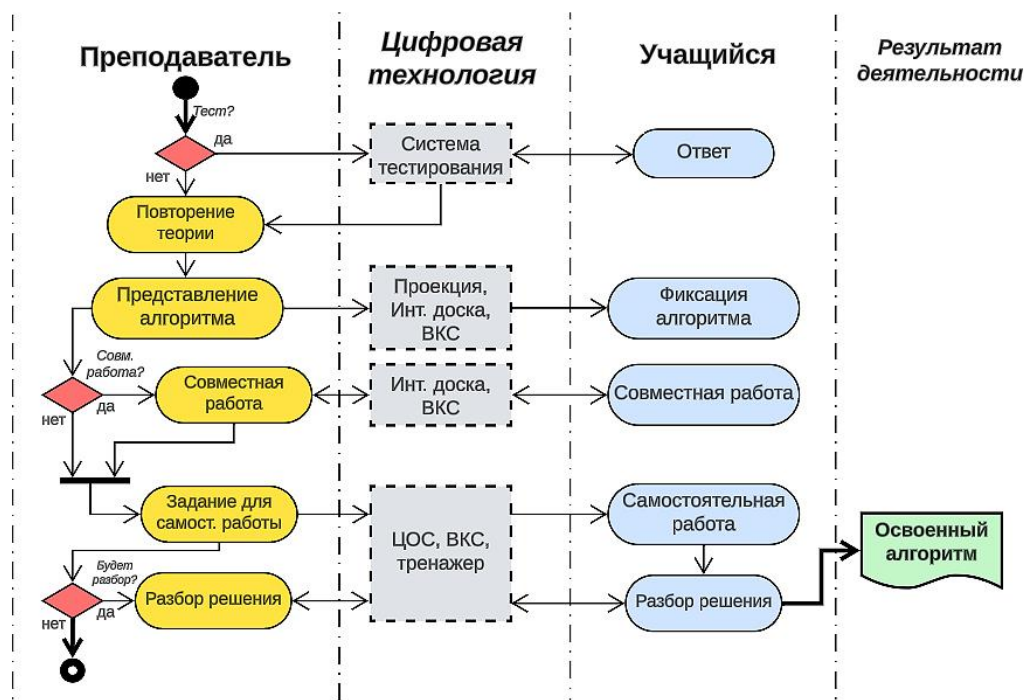 Преподаватель
Цифровая
технология
Учащийся
Результат
деятельности
Тест?
да
нет
Система
тестирования
Ответ
Повторение
теории
Представление
алгоритма
Проекция,
Инт. доска,
ВКС
Фиксация
алгоритма
Совм.
работа?
да
нет
Совместная
работа
Инт. доска,
ВКС
Совместная работа
Задание для
самост. работы
ЦОС, ВКС,
тренажер
Самостоятельная
работа
Освоенный
алгоритм
Будет
разбор?
да
нет
Разбор решения
Разбор решения